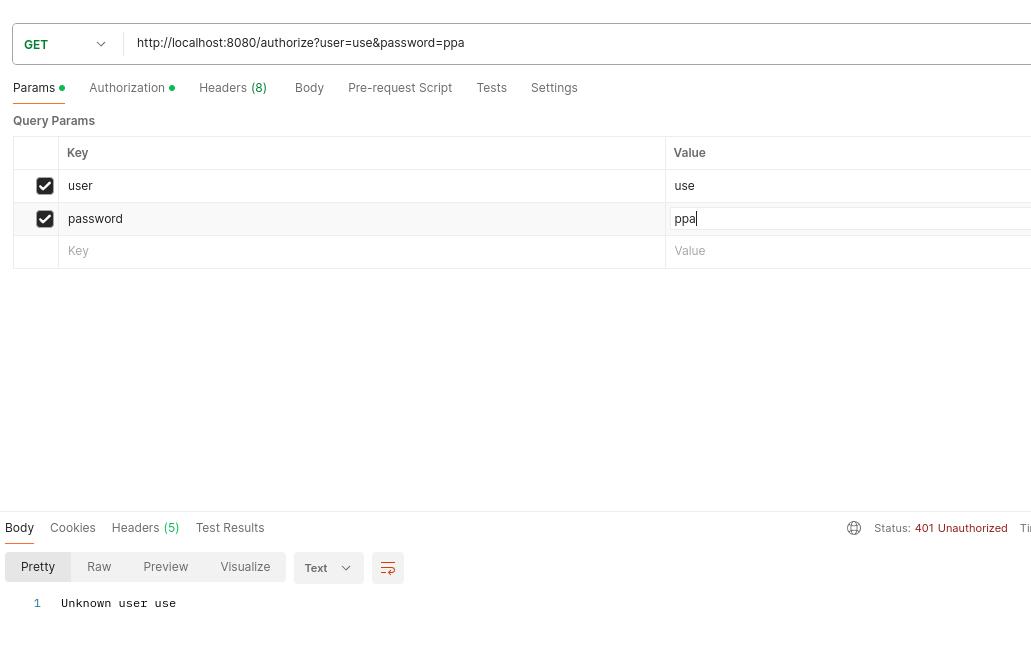 GET http://localhost:8080/authorize?user=use&password=ppa
Params Authorization Headers (8) Body Pre-request Script Tests Settings
Query Params
Key Value
user use
password ppa
Key Value
Body Cookies Headers (5) Test Results Status: 401 Unauthorized
Pretty Raw Preview Visualize Text
1 Unknown user use